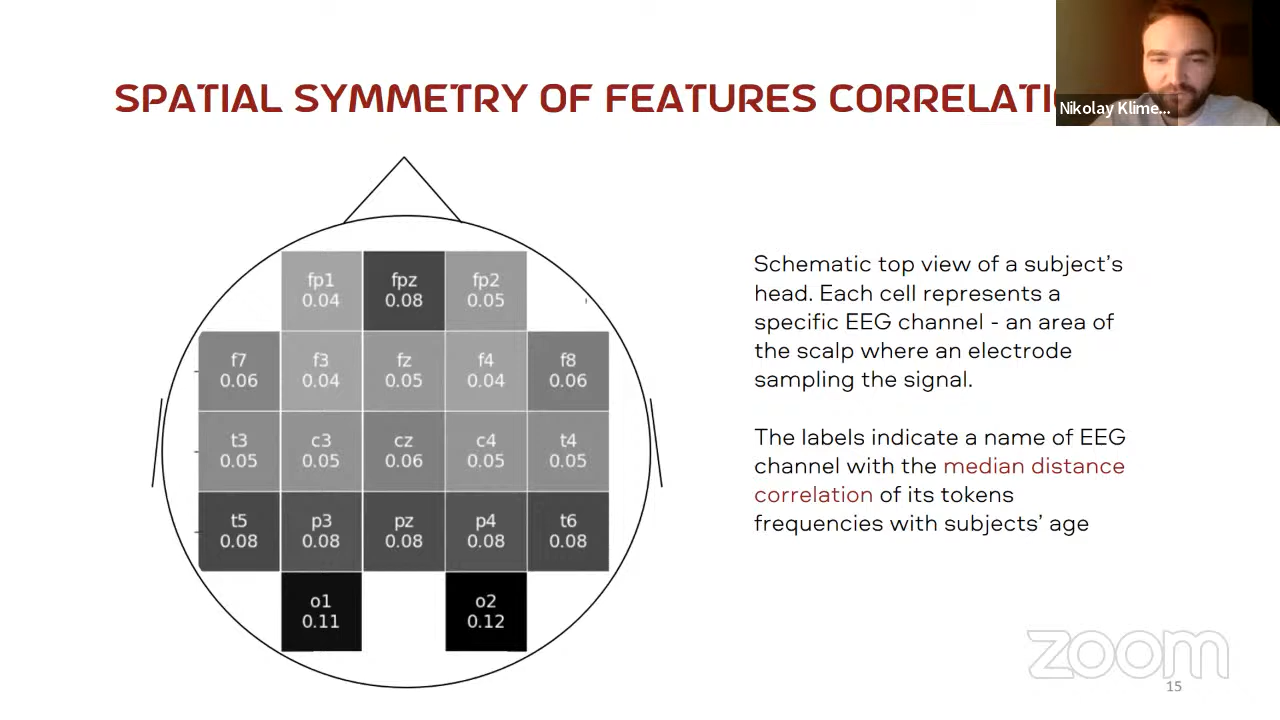 SPATIAL SYMMETRY OF FEATURES CORRELATIO
Nikolay Klime...
fp1 fpz fp2
0.04 0.08 0.05
f7 f3 fz f4 f8
0.06 0.04 0.05 0.04 0.06
t3 c3 cz c4 t4
0.05 0.05 0.06 0.05 0.05
t5 p3 pz p4 t6
0.08 0.08 0.08 0.08 0.08
o1 o2
0.11 0.12
Schematic top view of a subject's
head. Each cell represents a
specific EEG channel - an area of
the scalp where an electrode
sampling the signal.
The labels indicate a name of EEG
channel with the median distance
correlation of its tokens
frequencies with subjects' age
zoom
15